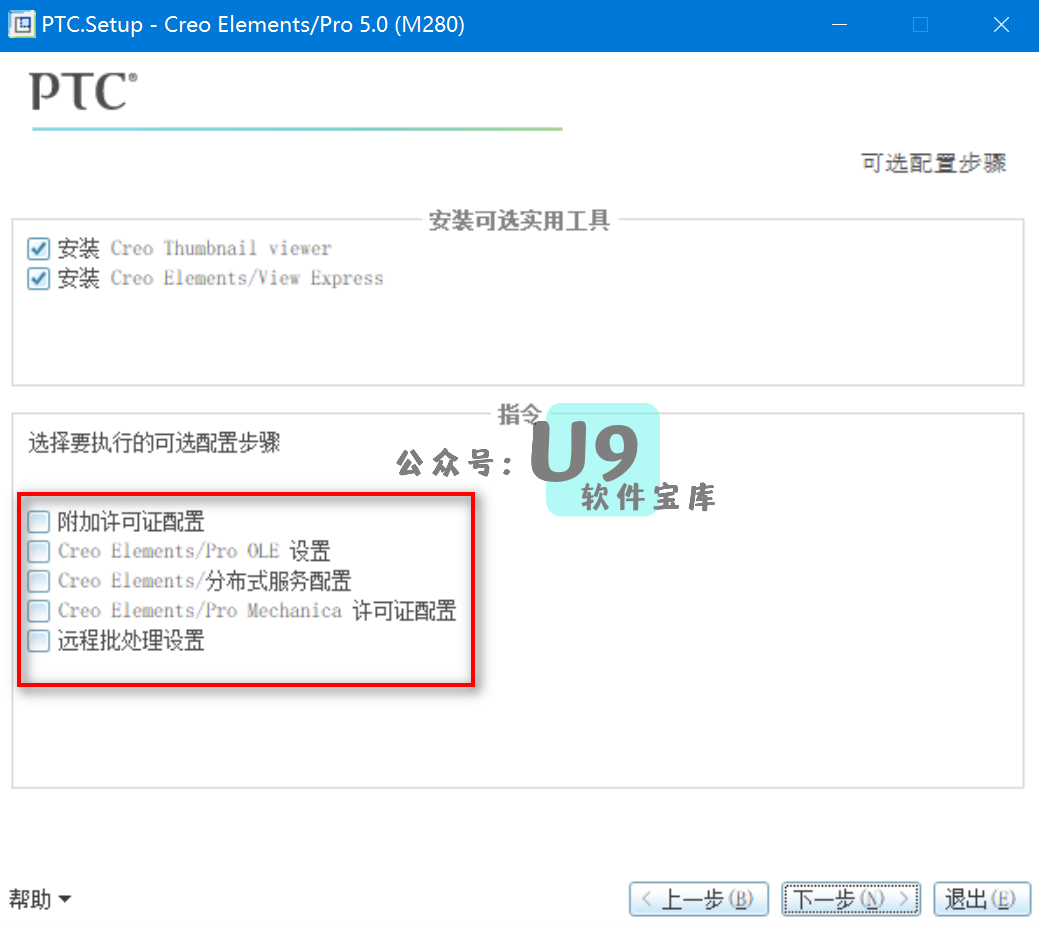 PTC.Setup - Creo Elements/Pro 5.0 (M280)
PTC®
可选配置步骤
安装可选实用工具
安装 Creo Thumbnail viewer
安装 Creo Elements/View Express
指令
选择要执行的可选配置步骤
公众号：U9
软件宝库
附加许可证配置
Creo Elements/Pro OLE 设置
Creo Elements/分布式服务配置
Creo Elements/Pro Mechanica 许可证配置
远程批处理设置
帮助
< 上一步(B) 下一步(N) > 退出(E)